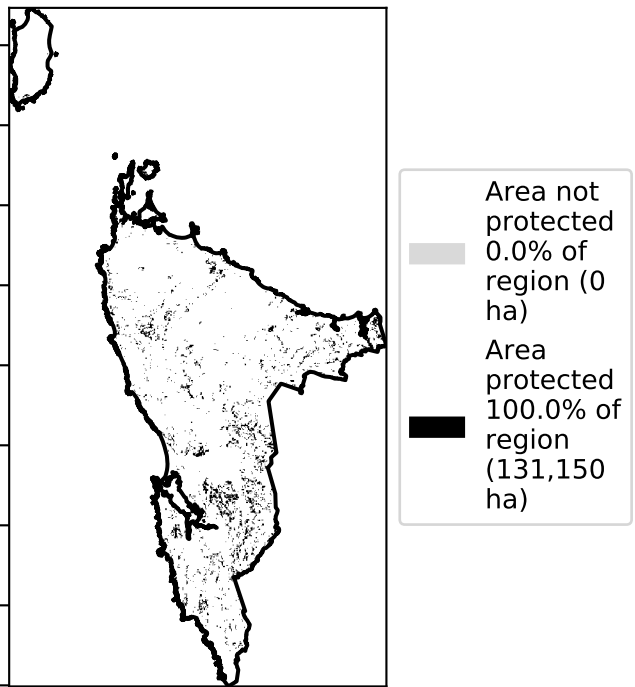 Area not
protected
0.0% of
region (0
ha)
Area
protected
100.0% of
region
(131,150
ha)